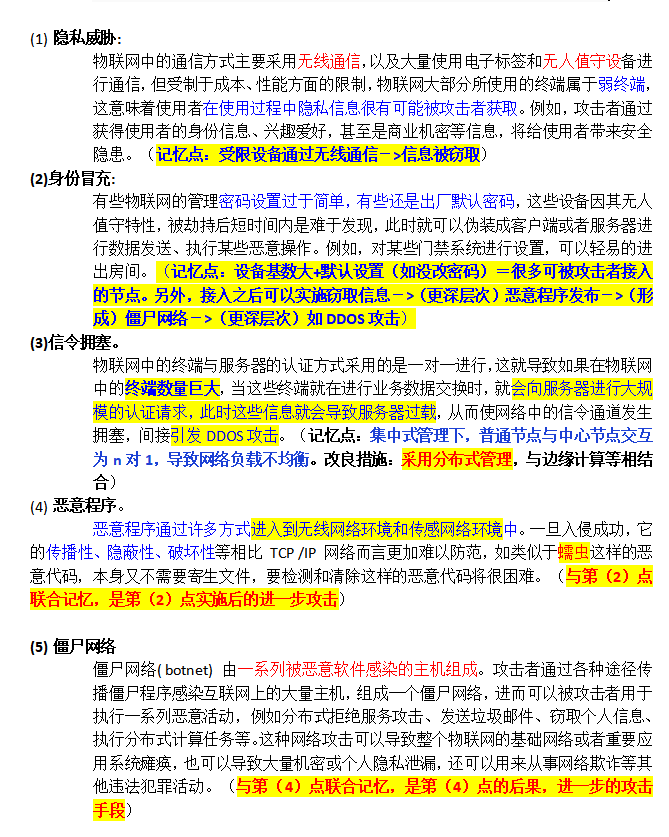 (1) 隐私威胁：
物联网中的通信方式主要采用无线通信，以及大量使用电子标签和无人值守设备进
行通信，但受制于成本、性能方面的限制，物联网大部分所使用的终端属于弱终端，
这意味着使用者在使用过程中隐私信息很有可能被攻击者获取。例如，攻击者通过
获得使用者的身份信息、兴趣爱好，甚至是商业机密等信息，将给使用者带来安全
隐患。（记忆点：受限设备通过无线通信－>信息被窃取）
(2)身份冒充：
有些物联网的管理密码设置过于简单，有些还是出厂默认密码，这些设备因其无人
值守特性，被劫持后短时间内是难于发现，此时就可以伪装成客户端或者服务器进
行数据发送、执行某些恶意操作。例如，对某些门禁系统进行设置，可以轻易的进
出房间。（记忆点：设备基数大+默认设置（如没改密码）＝很多可被攻击者接入
的节点。另外，接入之后可以实施窃取信息－>（更深层次）恶意程序发布－>（形
成）僵尸网络－>（更深层次）如 DDOS 攻击）
(3)信令拥塞。
物联网中的终端与服务器的认证方式采用的是一对一进行，这就导致如果在物联网
中的终端数量巨大，当这些终端就在进行业务数据交换时，就会向服务器进行大规
模的认证请求，此时这些信息就会导致服务器过载，从而使网络中的信令通道发生
拥塞，间接引发 DDOS 攻击。（记忆点：集中式管理下，普通节点与中心节点交互
为 n 对 1，导致网络负载不均衡。改良措施：采用分布式管理，与边缘计算等相结
合）
(4) 恶意程序。
恶意程序通过许多方式进入到无线网络环境和传感网络环境中。一旦入侵成功，它
的传播性、隐蔽性、破坏性等相比 TCP /IP 网络而言更加难以防范，如类似于蠕虫这样的恶
意代码，本身又不需要寄生文件，要检测和清除这样的恶意代码将很困难。（与第（2）点
联合记忆，是第（2）点实施后的进一步攻击）
(5) 僵尸网络
僵尸网络( botnet) 由一系列被恶意软件感染的主机组成。攻击者通过各种途径传
播僵尸程序感染互联网上的大量主机，组成一个僵尸网络，进而可以被攻击者用于
执行一系列恶意活动，例如分布式拒绝服务攻击、发送垃圾邮件、窃取个人信息、
执行分布式计算任务等。这种网络攻击可以导致整个物联网的基础网络或者重要应
用系统瘫痪，也可以导致大量机密或个人隐私泄漏，还可以用来从事网络欺诈等其
他违法犯罪活动。（与第（4）点联合记忆，是第（4）点的后果，进一步的攻击
手段）